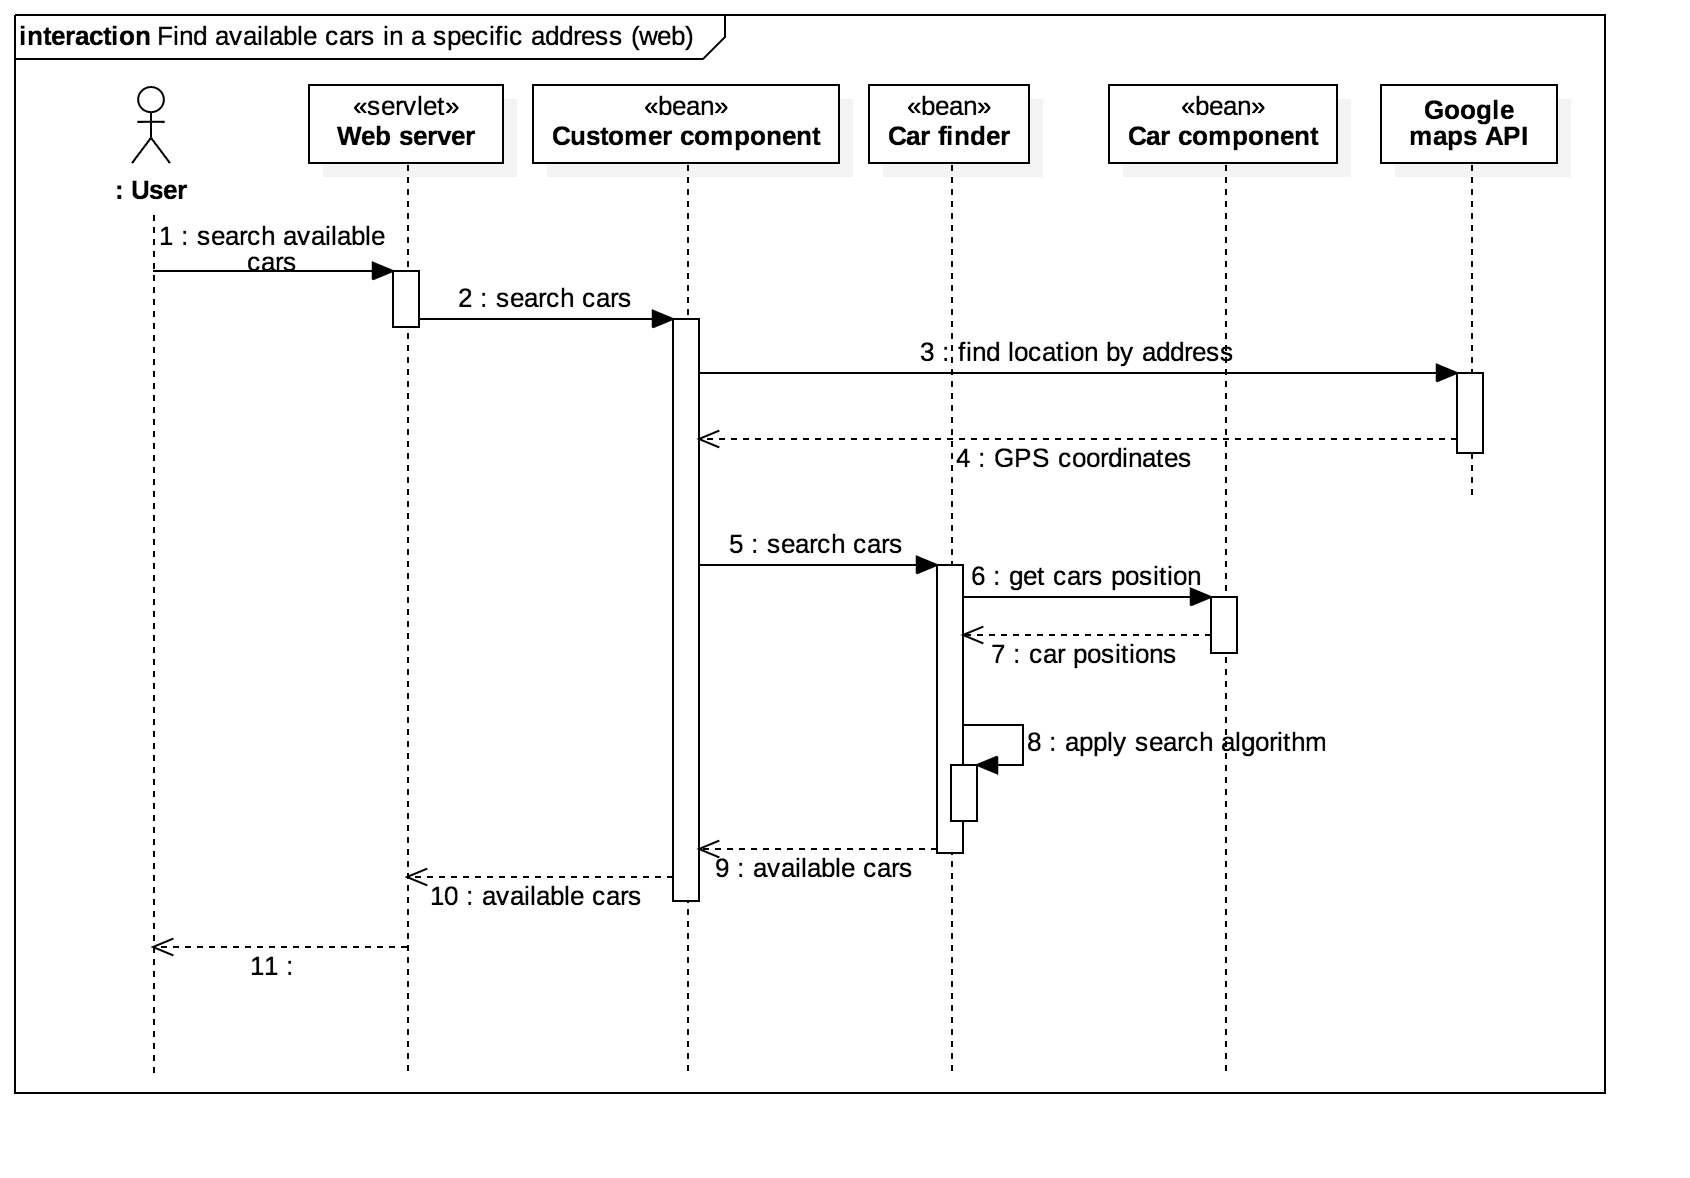 interaction Find available cars in a specific address (web)
: User
«servlet»
Web server
«bean»
Customer component
«bean»
Car finder
«bean»
Car component
Google
maps API
1 : search available
cars
2 : search cars
3 : find location by address
4 : GPS coordinates
5 : search cars
6 : get cars position
7 : car positions
8 : apply search algorithm
9 : available cars
10 : available cars
11 :